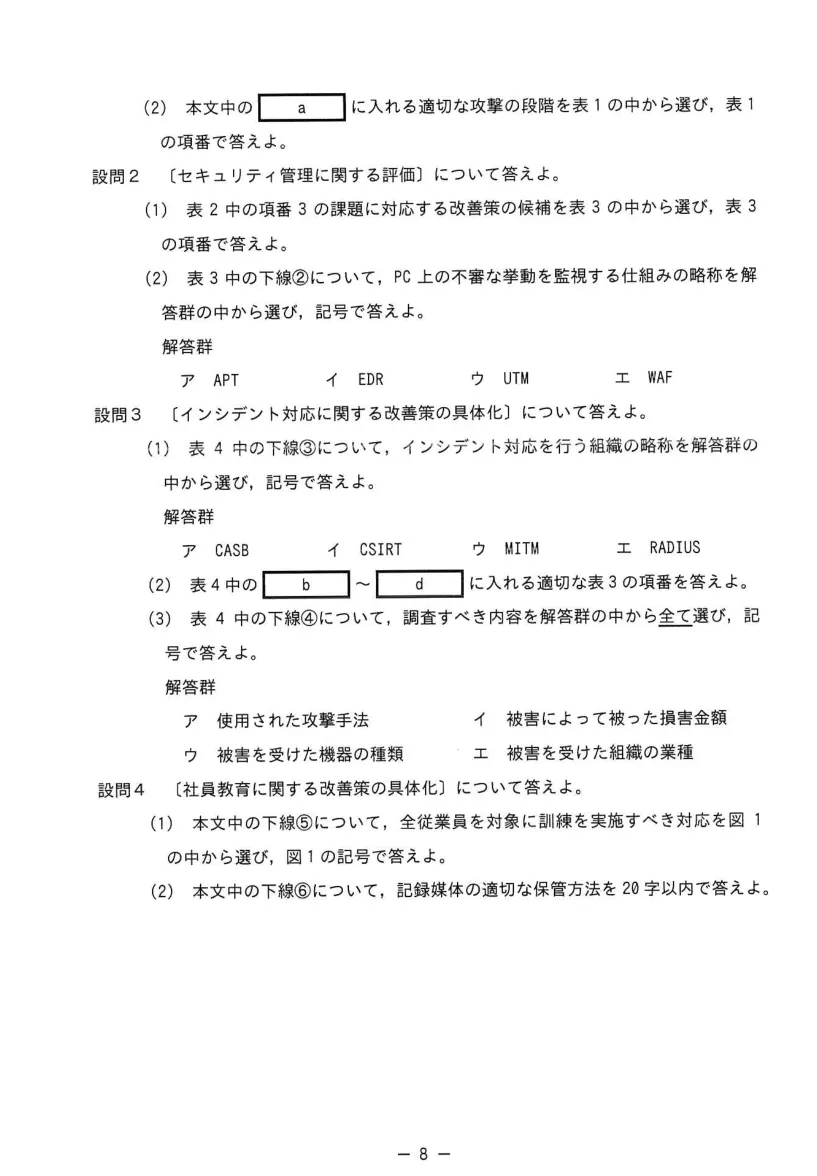 (2) 本文中の a に入れる適切な攻撃の段階を表1の中から選び，表1
の項番で答えよ。
設問2 〔セキュリティ管理に関する評価〕について答えよ。
(1) 表2中の項番3の課題に対応する改善策の候補を表3の中から選び，表3
の項番で答えよ。
(2) 表3中の下線②について，PC上の不審な挙動を監視する仕組みの略称を解
答群の中から選び，記号で答えよ。
解答群
ア APT イ EDR ウ UTM エ WAF
設問3 〔インシデント対応に関する改善策の具体化〕について答えよ。
(1) 表4中の下線③について，インシデント対応を行う組織の略称を解答群の
中から選び，記号で答えよ。
解答群
ア CASB イ CSIRT ウ MITM エ RADIUS
(2) 表4中の b ～ d に入れる適切な表3の項番を答えよ。
(3) 表4中の下線④について，調査すべき内容を解答群の中から全て選び，記
号で答えよ。
解答群
ア 使用された攻撃手法 イ 被害によって被った損害金額
ウ 被害を受けた機器の種類 エ 被害を受けた組織の業種
設問4 〔社員教育に関する改善策の具体化〕について答えよ。
(1) 本文中の下線⑤について，全従業員を対象に訓練を実施すべき対応を図1
の中から選び，図1の記号で答えよ。
(2) 本文中の下線⑥について，記録媒体の適切な保管方法を20字以内で答えよ。
― 8 ―